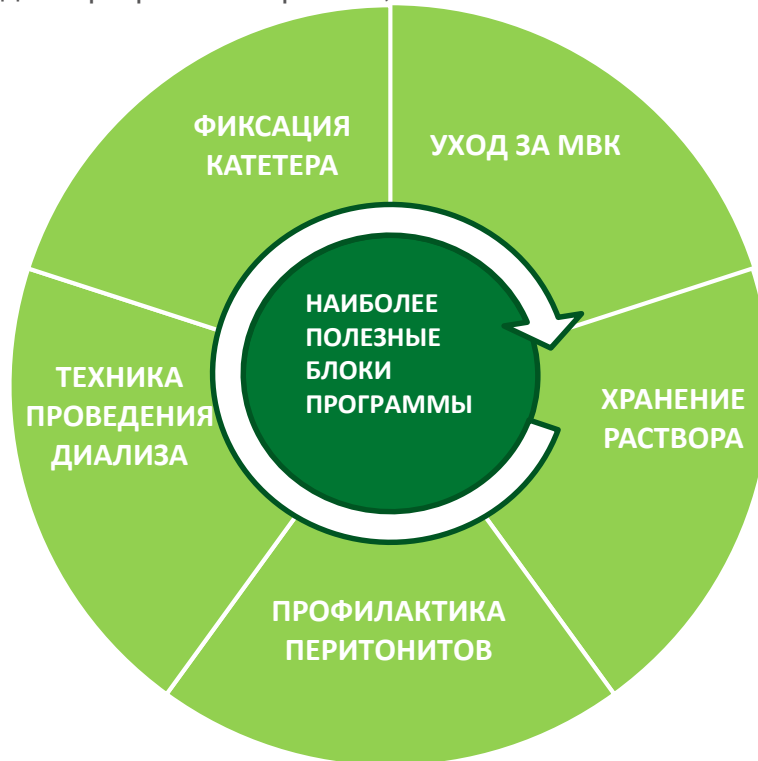 ФИКСАЦИЯ
КАТЕТЕРА
УХОД ЗА МВК
НАИБОЛЕЕ
ПОЛЕЗНЫЕ
БЛОКИ
ПРОГРАММЫ
ТЕХНИКА
ПРОВЕДЕНИЯ
ДИАЛИЗА
ХРАНЕНИЕ
РАСТВОРА
ПРОФИЛАКТИКА
ПЕРИТОНИТОВ